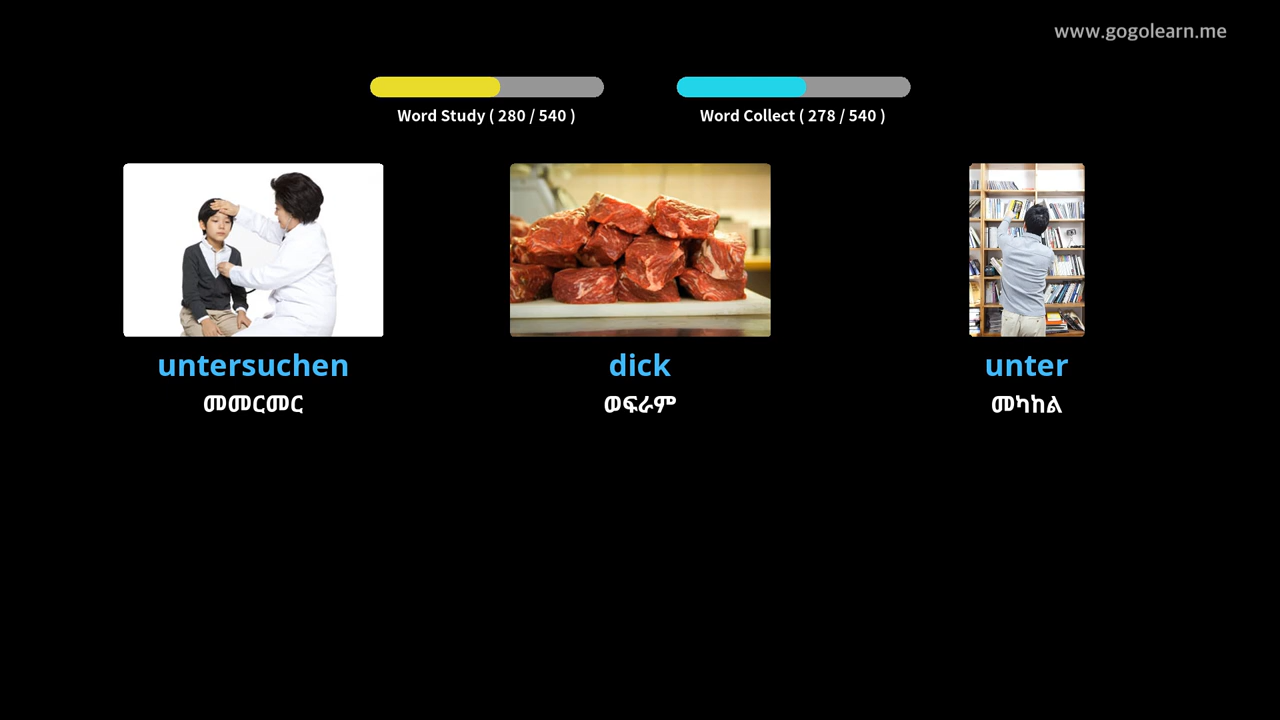 www.gogolearn.me
Word Study ( 280 / 540 )
Word Collect ( 278 / 540 )
untersuchen
መመርመር
dick
ወፍራም
unter
መካከል